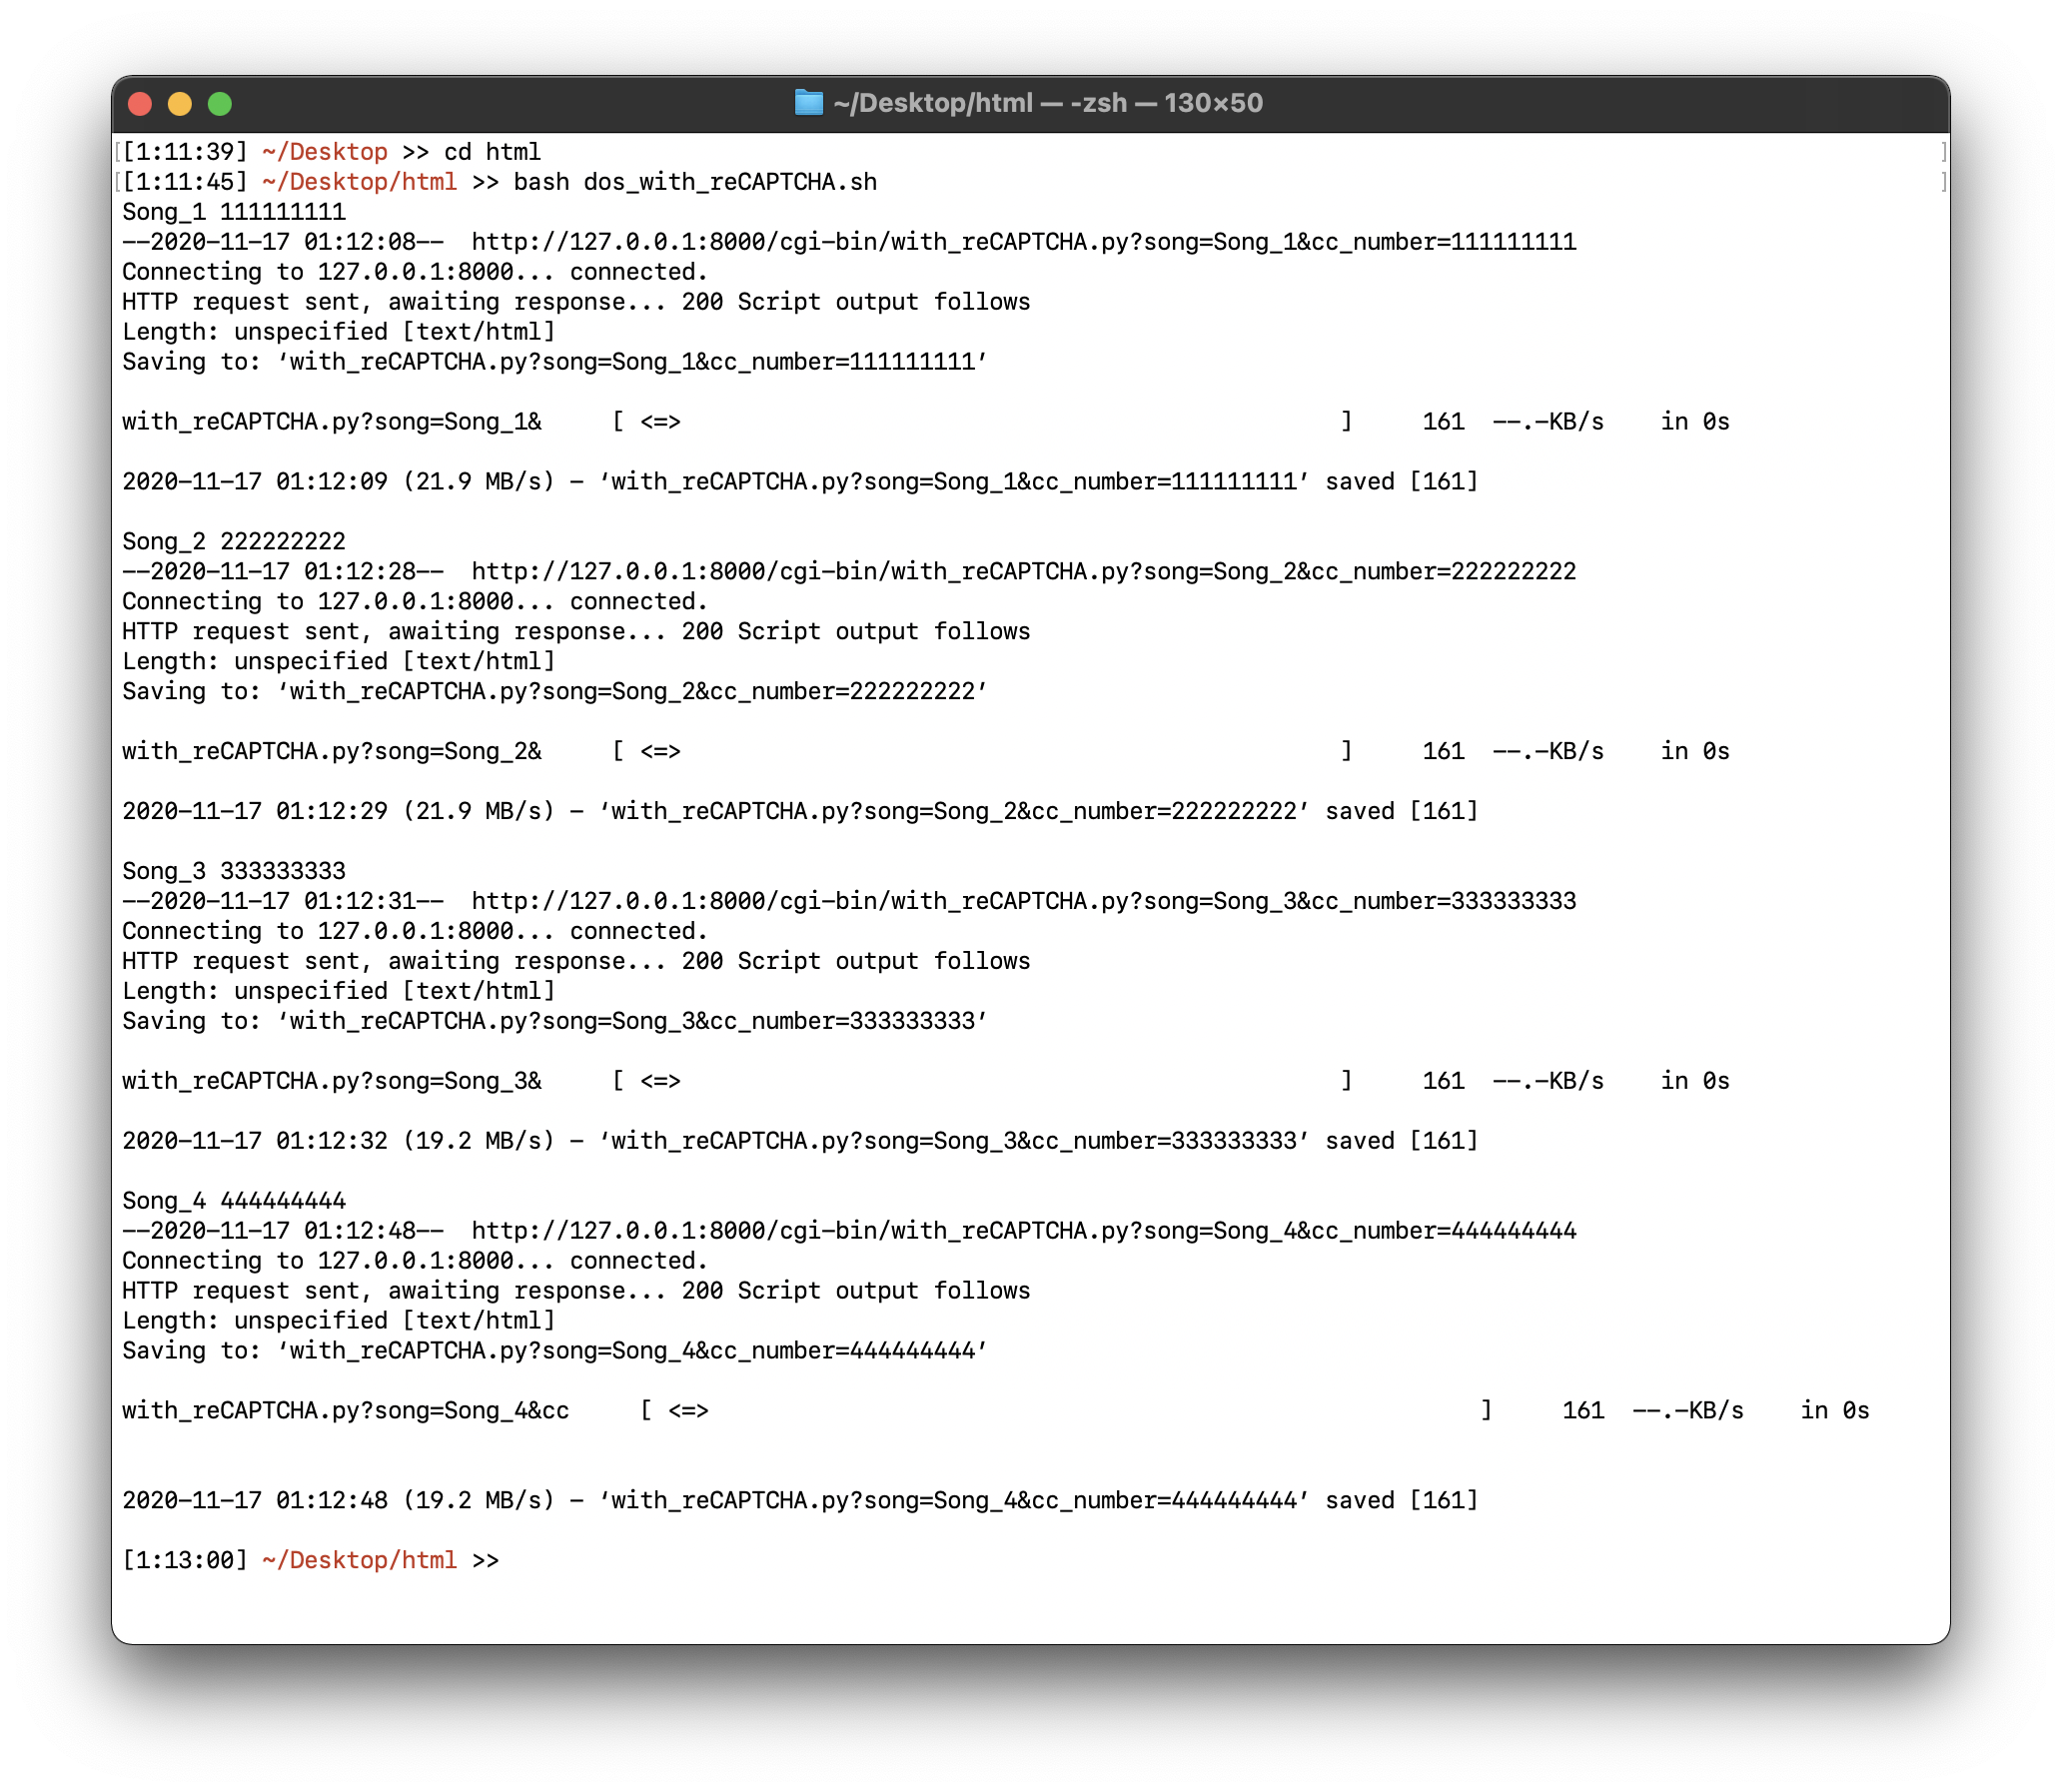 ~/Desktop/html — -zsh — 130×50
[[1:11:39] ~/Desktop >> cd html ]
[[1:11:45] ~/Desktop/html >> bash dos_with_reCAPTCHA.sh ]
Song_1 111111111
--2020-11-17 01:12:08--  http://127.0.0.1:8000/cgi-bin/with_reCAPTCHA.py?song=Song_1&cc_number=111111111
Connecting to 127.0.0.1:8000... connected.
HTTP request sent, awaiting response... 200 Script output follows
Length: unspecified [text/html]
Saving to: ‘with_reCAPTCHA.py?song=Song_1&cc_number=111111111’
with_reCAPTCHA.py?song=Song_1&     [ <=>                                               ]     161  --.-KB/s    in 0s
2020-11-17 01:12:09 (21.9 MB/s) - ‘with_reCAPTCHA.py?song=Song_1&cc_number=111111111’ saved [161]
Song_2 222222222
--2020-11-17 01:12:28--  http://127.0.0.1:8000/cgi-bin/with_reCAPTCHA.py?song=Song_2&cc_number=222222222
Connecting to 127.0.0.1:8000... connected.
HTTP request sent, awaiting response... 200 Script output follows
Length: unspecified [text/html]
Saving to: ‘with_reCAPTCHA.py?song=Song_2&cc_number=222222222’
with_reCAPTCHA.py?song=Song_2&     [ <=>                                               ]     161  --.-KB/s    in 0s
2020-11-17 01:12:29 (21.9 MB/s) - ‘with_reCAPTCHA.py?song=Song_2&cc_number=222222222’ saved [161]
Song_3 333333333
--2020-11-17 01:12:31--  http://127.0.0.1:8000/cgi-bin/with_reCAPTCHA.py?song=Song_3&cc_number=333333333
Connecting to 127.0.0.1:8000... connected.
HTTP request sent, awaiting response... 200 Script output follows
Length: unspecified [text/html]
Saving to: ‘with_reCAPTCHA.py?song=Song_3&cc_number=333333333’
with_reCAPTCHA.py?song=Song_3&     [ <=>                                               ]     161  --.-KB/s    in 0s
2020-11-17 01:12:32 (19.2 MB/s) - ‘with_reCAPTCHA.py?song=Song_3&cc_number=333333333’ saved [161]
Song_4 444444444
--2020-11-17 01:12:48--  http://127.0.0.1:8000/cgi-bin/with_reCAPTCHA.py?song=Song_4&cc_number=444444444
Connecting to 127.0.0.1:8000... connected.
HTTP request sent, awaiting response... 200 Script output follows
Length: unspecified [text/html]
Saving to: ‘with_reCAPTCHA.py?song=Song_4&cc_number=444444444’
with_reCAPTCHA.py?song=Song_4&cc     [ <=>                                                       ]     161  --.-KB/s    in 0s
2020-11-17 01:12:48 (19.2 MB/s) - ‘with_reCAPTCHA.py?song=Song_4&cc_number=444444444’ saved [161]
[1:13:00] ~/Desktop/html >>